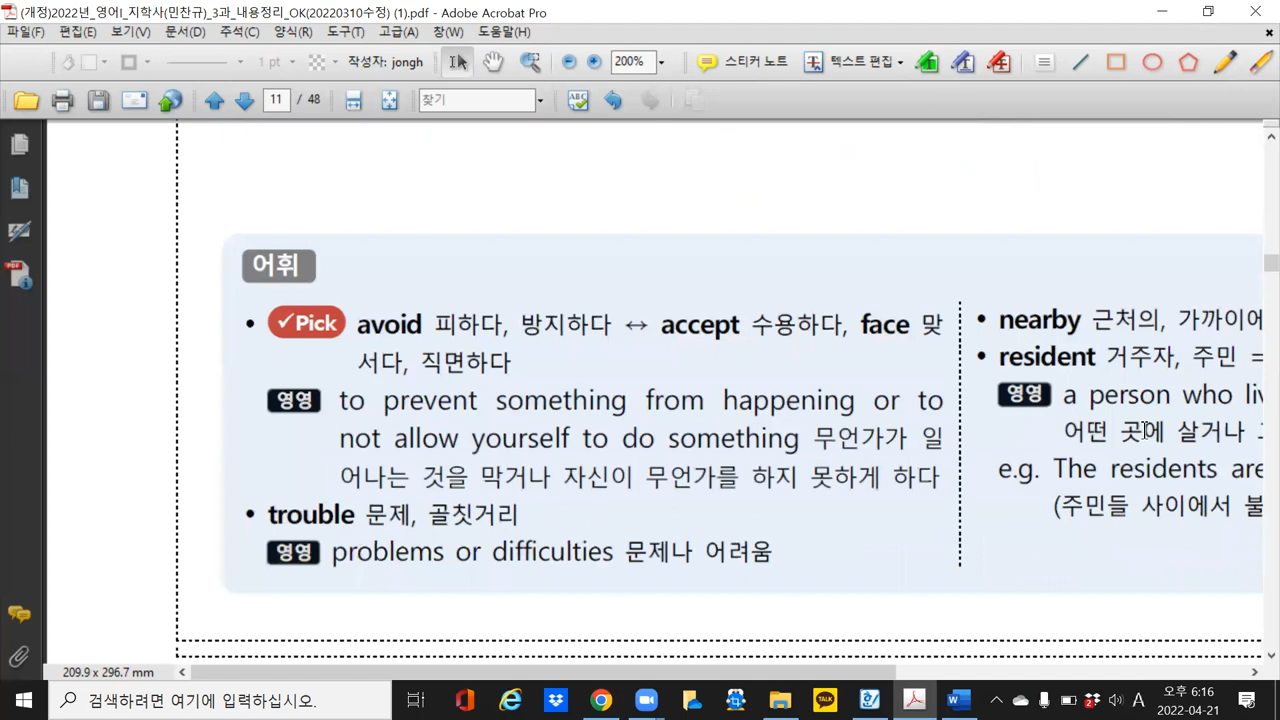 (개정)2022년_영어I_지학사(민찬규)_3과_내용정리_OK(20220310수정) (1).pdf - Adobe Acrobat Pro
파일(F) 편집(E) 보기(V) 문서(D) 주석(C) 양식(R) 도구(T) 고급(A) 창(W) 도움말(H)
1 pt 작성자: jongh 200% 스티커 노트 텍스트 편집
11 / 48 찾기
어휘
• ✓Pick avoid 피하다, 방지하다 ↔ accept 수용하다, face 맞
서다, 직면하다
영영 to prevent something from happening or to
not allow yourself to do something 무언가가 일
어나는 것을 막거나 자신이 무언가를 하지 못하게 하다
• trouble 문제, 골칫거리
영영 problems or difficulties 문제나 어려움
• nearby 근처의, 가까이에
• resident 거주자, 주민 =
영영 a person who liv
어떤 곳에 살거나
e.g. The residents are
(주민들 사이에서 불
209.9 x 296.7 mm
검색하려면 여기에 입력하십시오.
TALK
A 오후 6:16
2022-04-21